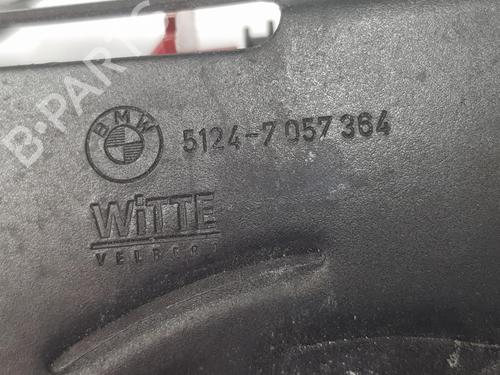 BMW
5124-7 057 364
WiTTE
VELBERT
B-PARTS